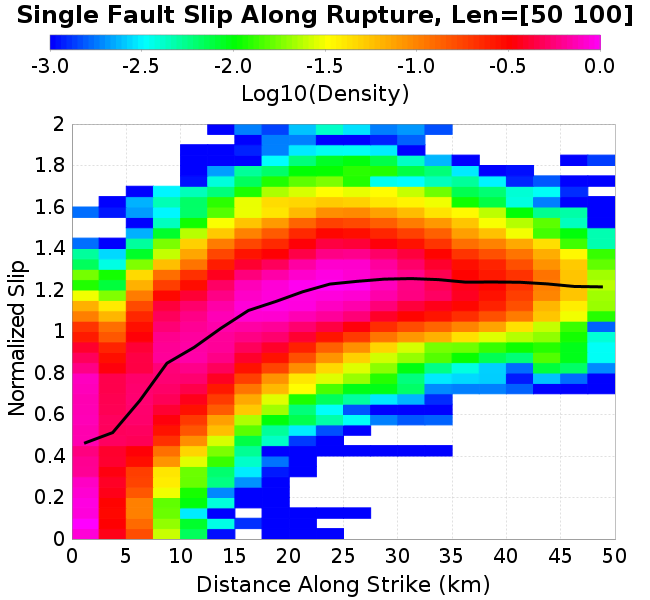 Single Fault Slip Along Rupture, Len=[50 100]
-3.0 -2.5 -2.0 -1.5 -1.0 -0.5 0.0
Log10(Density)
Normalized Slip
2
1.8
1.6
1.4
1.2
1
0.8
0.6
0.4
0.2
0
0 5 10 15 20 25 30 35 40 45 50
Distance Along Strike (km)